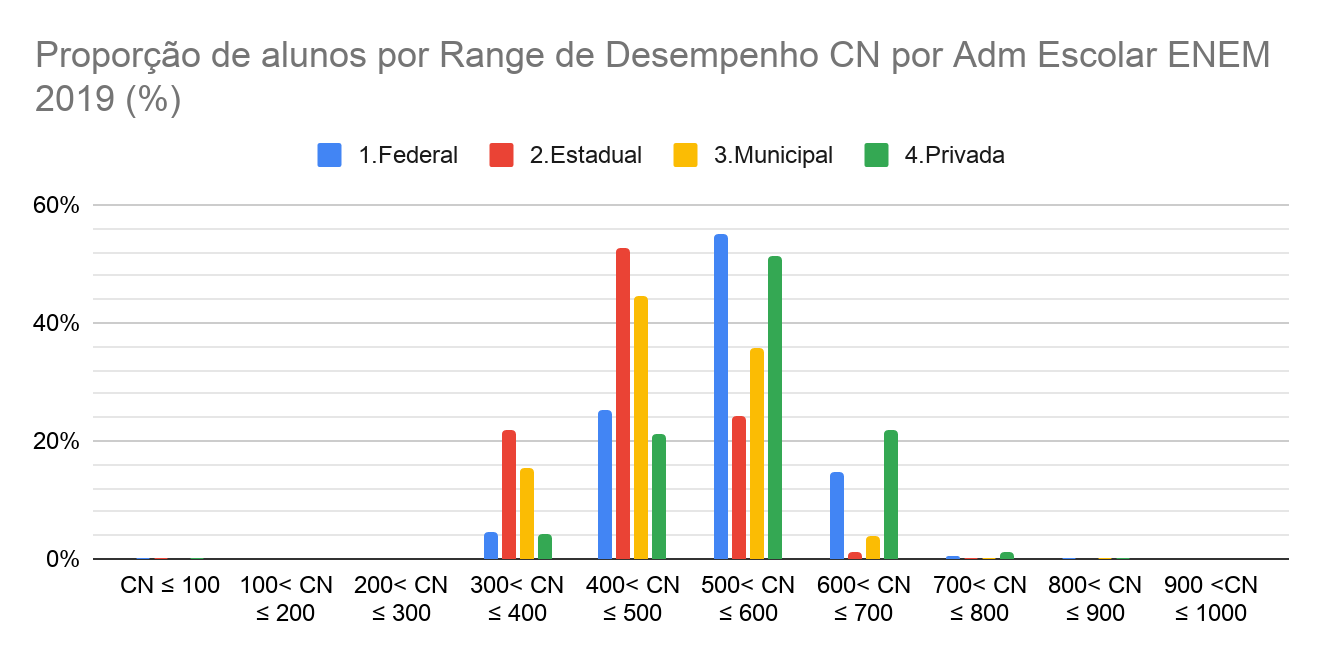 Proporção de alunos por Range de Desempenho CN por Adm Escolar ENEM
2019 (%)
1.Federal 2.Estadual 3.Municipal 4.Privada
60%
40%
20%
0%
CN ≤ 100 100< CN 200< CN 300< CN 400< CN 500< CN 600< CN 700< CN 800< CN 900 <CN
≤ 200 ≤ 300 ≤ 400 ≤ 500 ≤ 600 ≤ 700 ≤ 800 ≤ 900 ≤ 1000